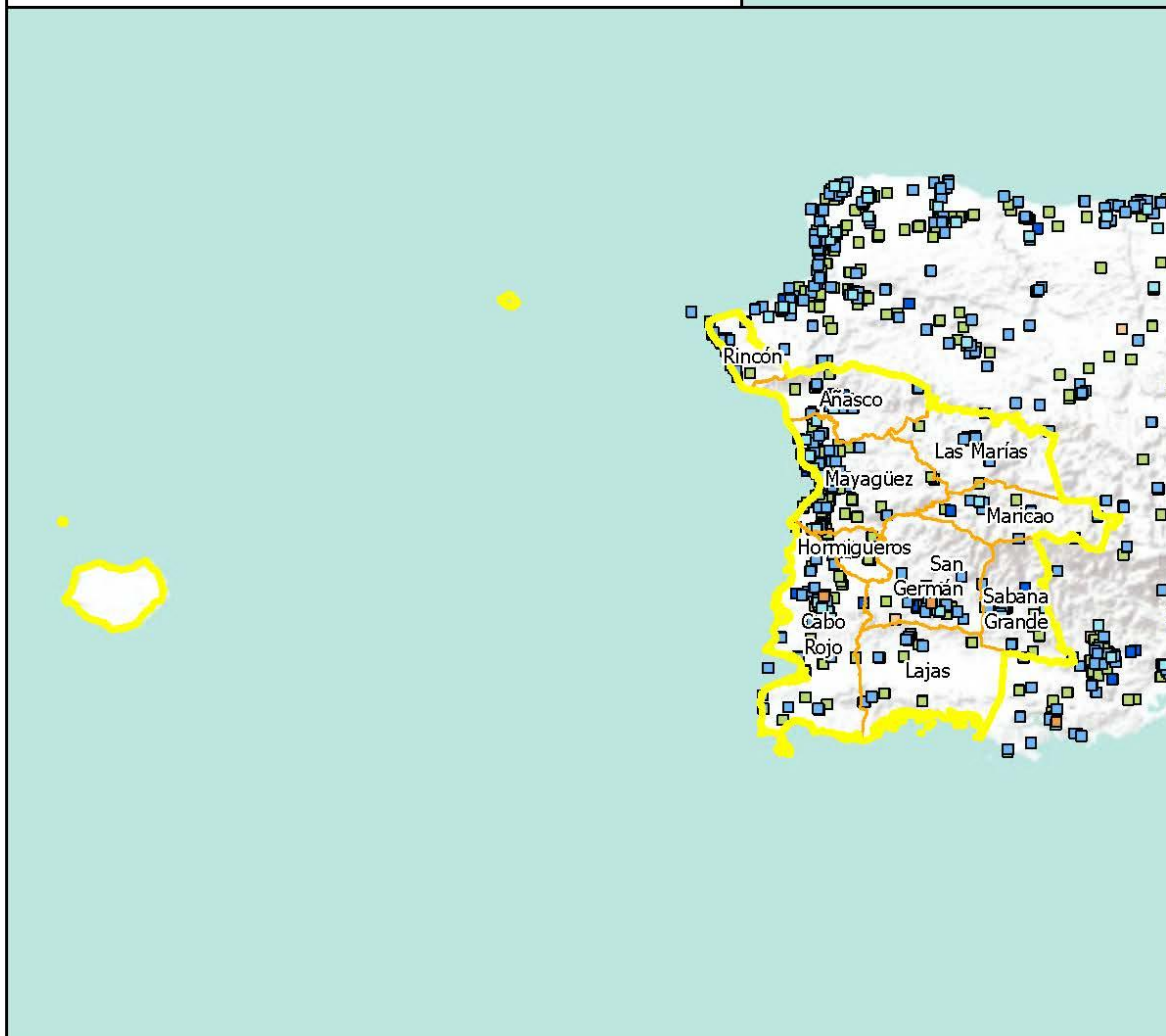 Rincón
Añasco
Las Marías
Mayagüez
Maricao
Hormigueros
San
Germán
Sabana
Grande
Cabo
Rojo
Lajas